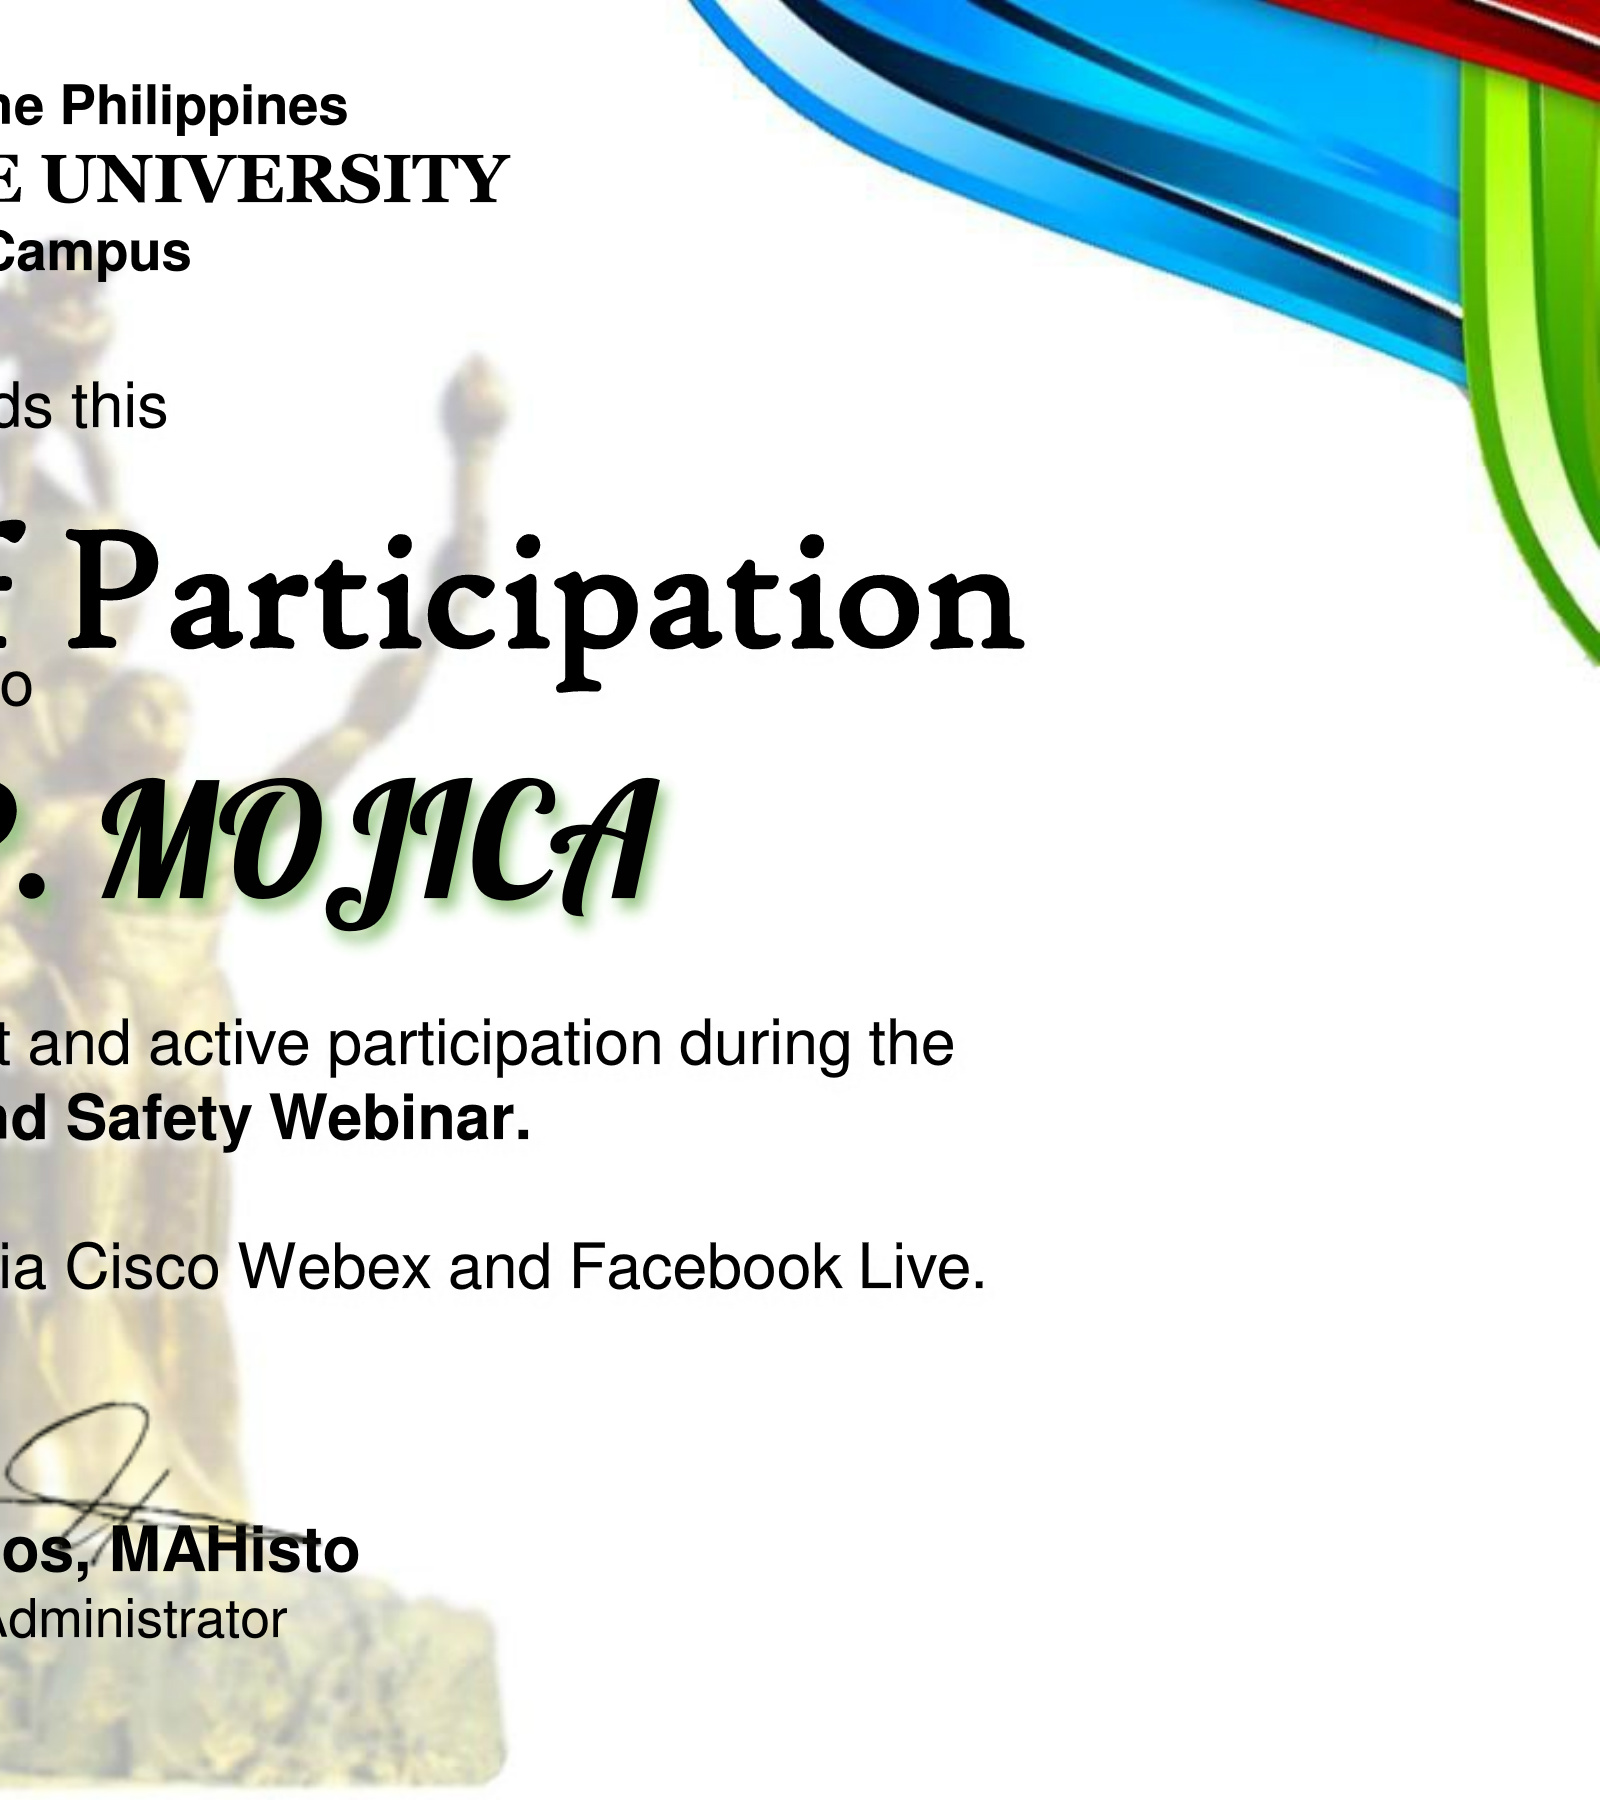 he Philippines
E UNIVERSITY
Campus
ds this
f Participation
o
P. MOJICA
t and active participation during the
nd Safety Webinar.
ia Cisco Webex and Facebook Live.
os, MAHisto
Administrator